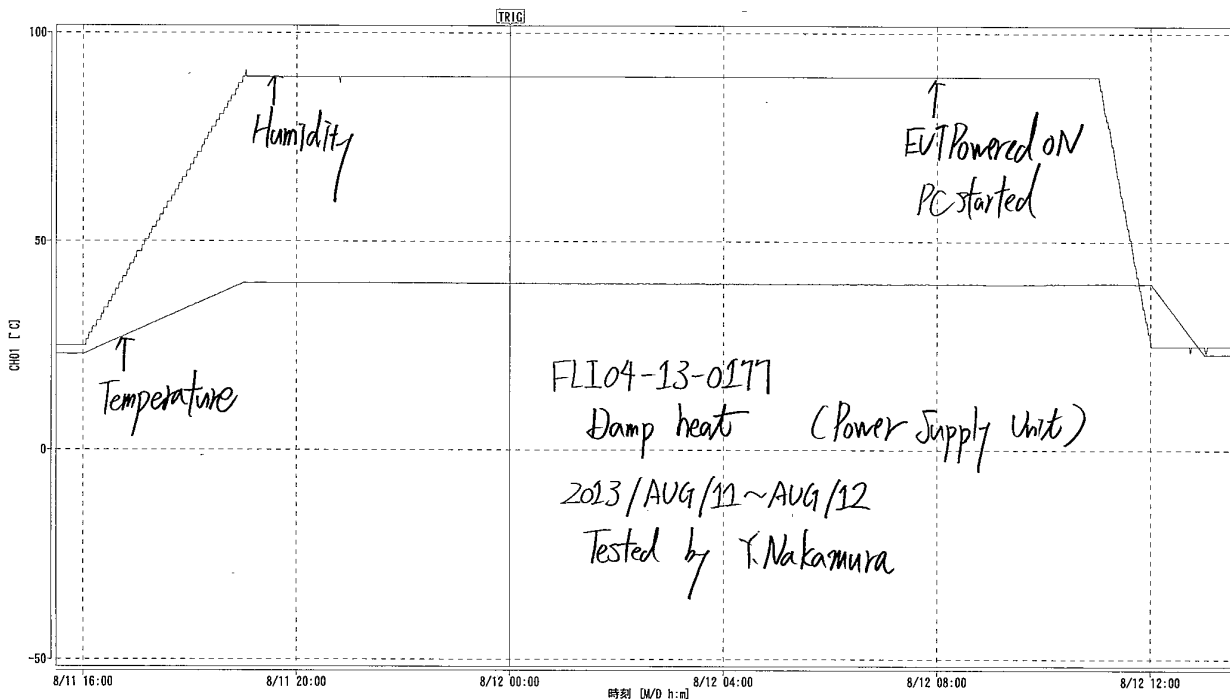 TRIG
100
Humidity
EUTPowered ON
PC started
50
CH01 [°C]
Temperature
FLI04-13-0177
Damp heat (Power Supply Unit)
0
2013/AUG/11~AUG/12
Tested by Y.Nakamura
-50
8/11 16:00 8/11 20:00 8/12 00:00 8/12 04:00 8/12 08:00 8/12 12:00
時刻 [M/D h:m]